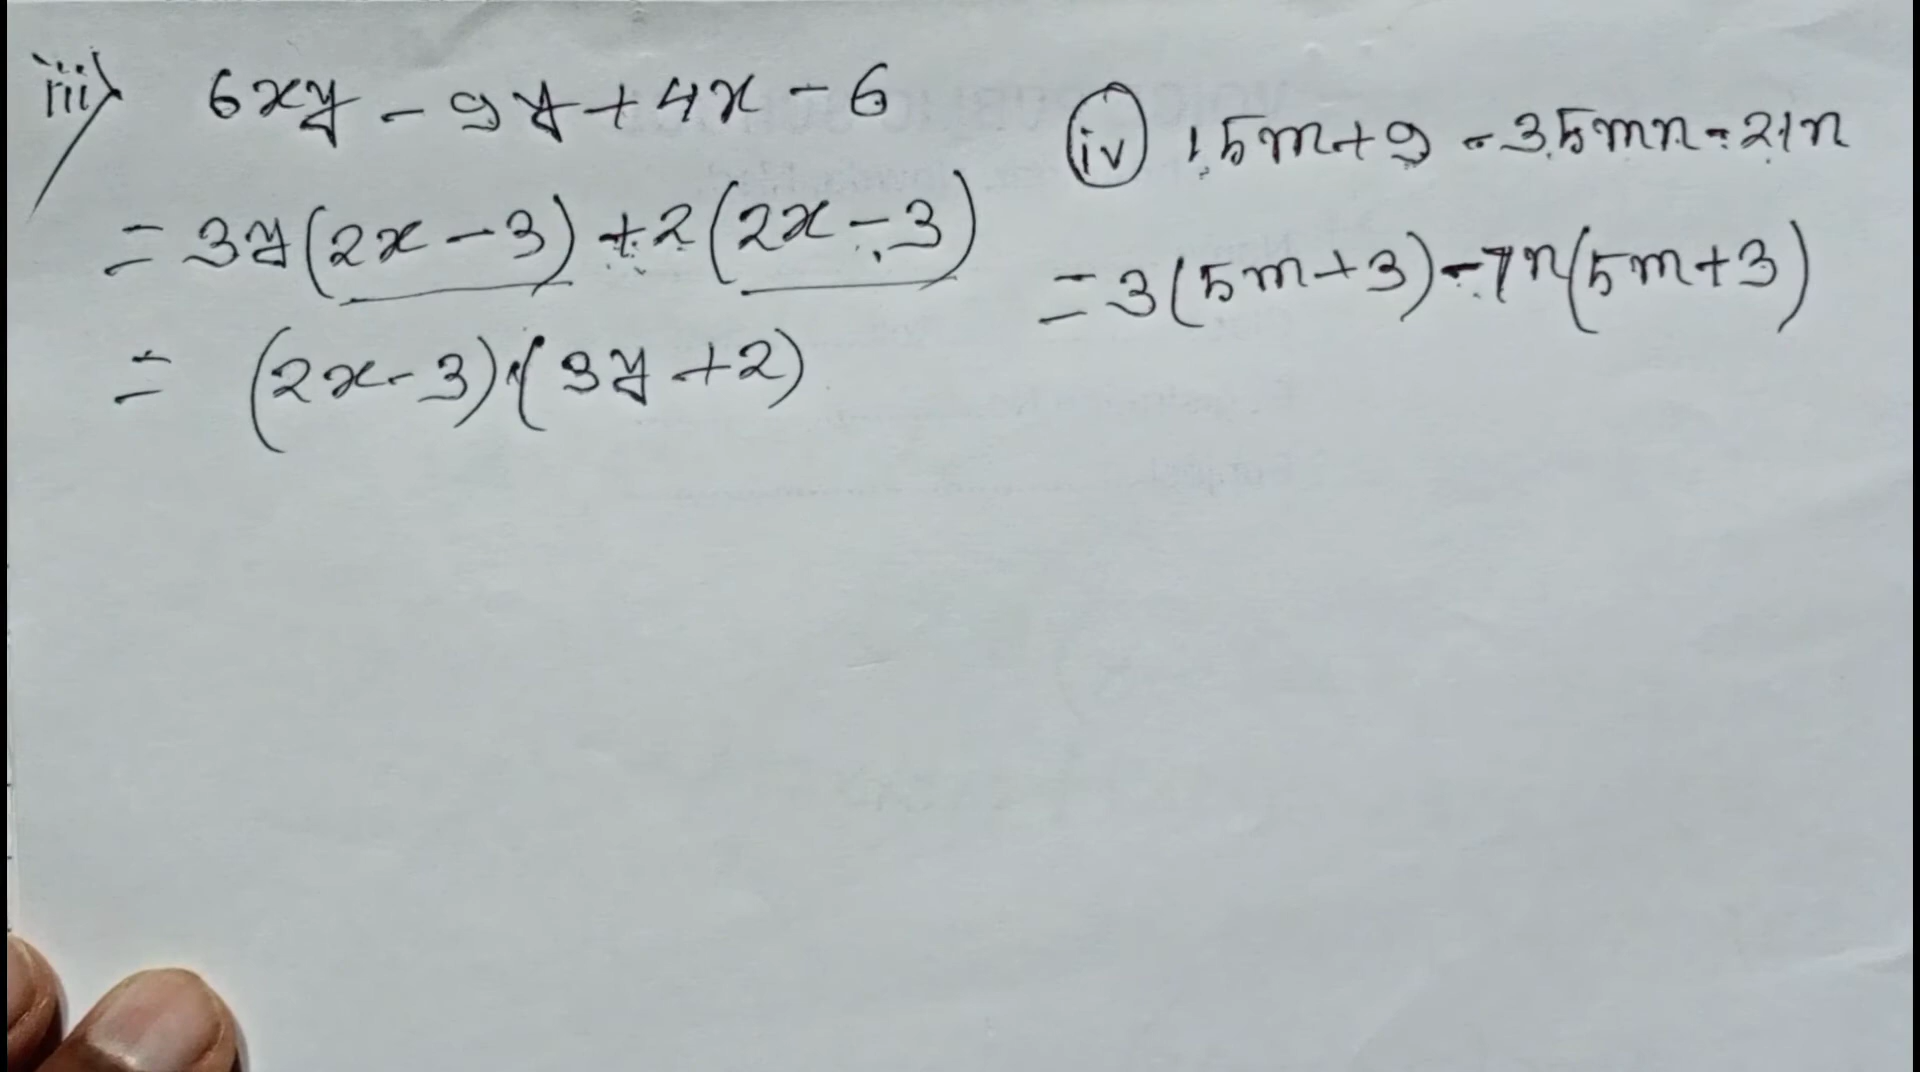 iii) 6xy - 9y + 4x - 6
= 3y(2x - 3) + 2(2x - 3)
= (2x - 3)(3y + 2)
(iv) 15m + 9 - 35mn - 21n
= 3(5m + 3) - 7n(5m + 3)